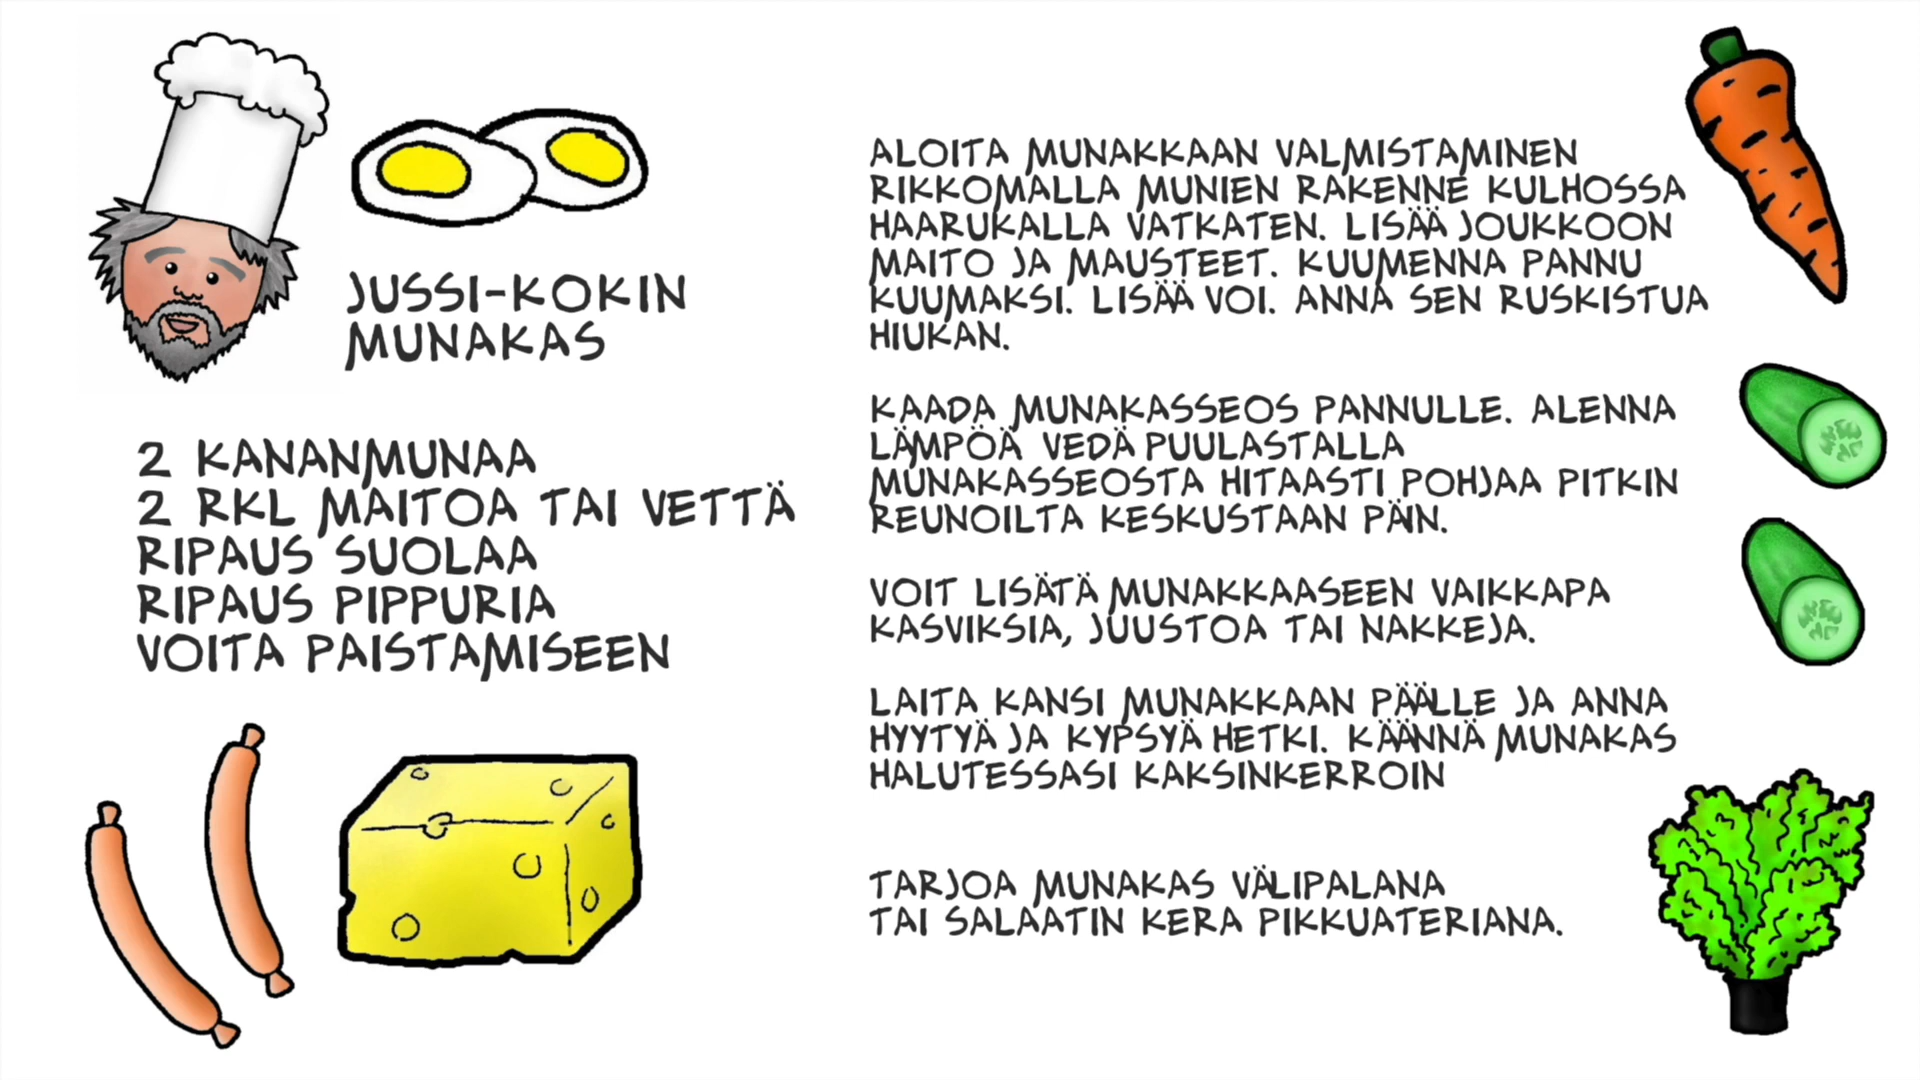 JUSSI-KOKIN
MUNAKAS
2 KANANMUNAA
2 RKL MAITOA TAI VETTÄ
RIPAUS SUOLAA
RIPAUS PIPPURIA
VOITA PAISTAMISEEN
ALOITA MUNAKKAAN VALMISTAMINEN
RIKKOMALLA MUNIEN RAKENNE KULHOSSA
HAARUKALLA VATKATEN. LISÄÄ JOUKKOON
MAITO JA MAUSTEET. KUUMENNA PANNU
KUUMAKSI. LISÄÄ VOI. ANNA SEN RUSKISTUA
HIUKAN.
KAADA MUNAKASSEOS PANNULLE. ALENNA
LÄMPÖÄ VEDÄ PUULASTALLA
MUNAKASSEOSTA HITAASTI POHJAA PITKIN
REUNOILTA KESKUSTAAN PÄIN.
VOIT LISÄTÄ MUNAKKAASEEN VAIKKAPA
KASVIKSIA, JUUSTOA TAI NAKKEJA.
LAITA KANSI MUNAKKAAN PÄÄLLE JA ANNA
HYYTYÄ JA KYPSYÄ HETKI. KÄÄNNÄ MUNAKAS
HALUTESSASI KAKSINKERROIN
TARJOA MUNAKAS VÄLIPALANA
TAI SALAATIN KERA PIKKUATERIANA.